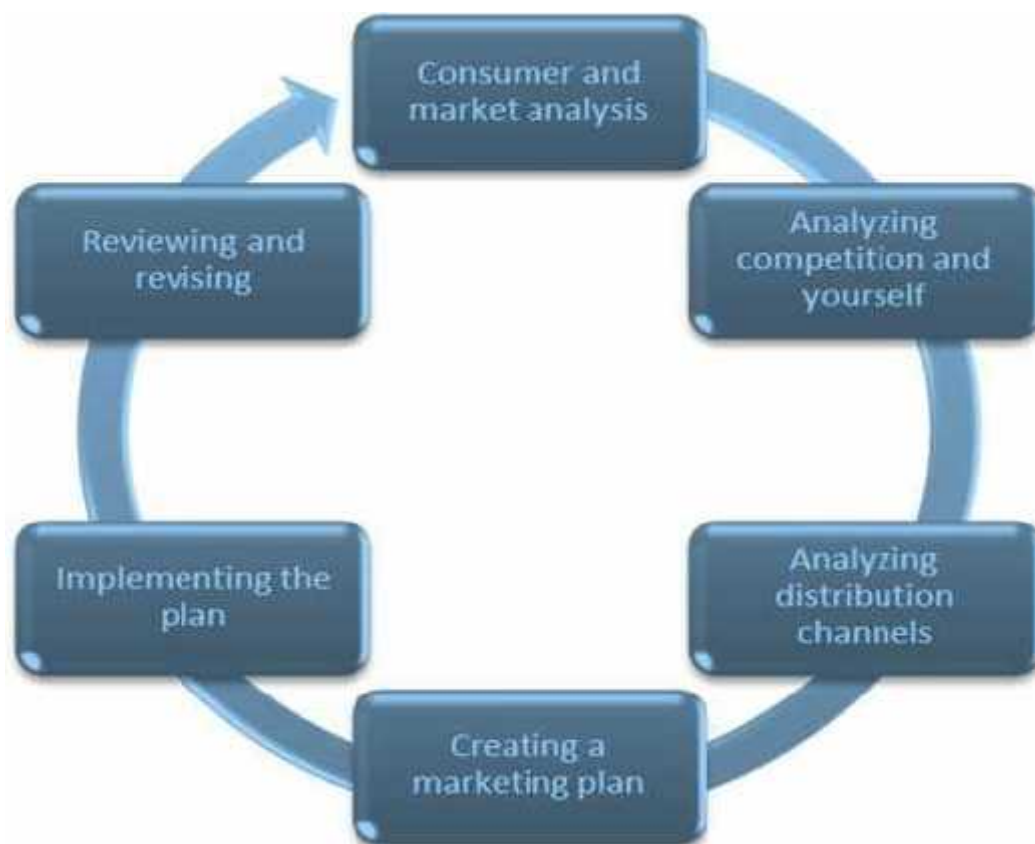 Consumer and
market analysis
Analyzing
competition and
yourself
Analyzing
distribution
channels
Creating a
marketing plan
Implementing the
plan
Reviewing and
revising